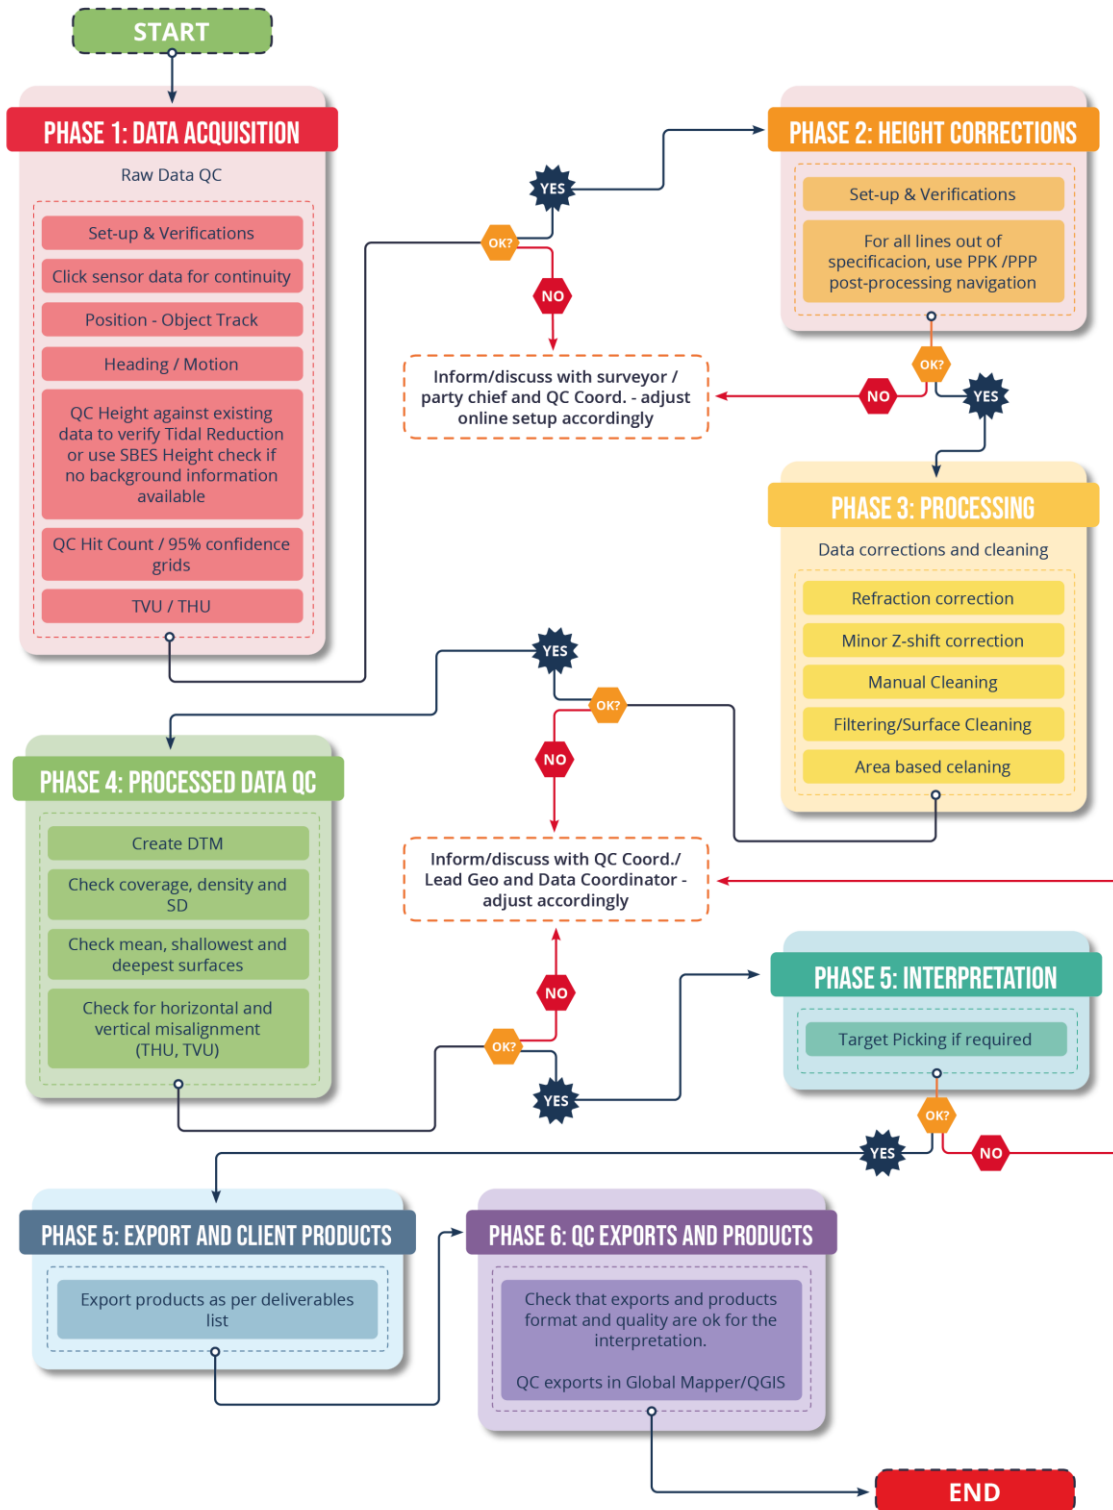 START
PHASE 1: DATA ACQUISITION
Raw Data QC
Set-up & Verifications
Click sensor data for continuity
Position - Object Track
Heading / Motion
QC Height against existing
data to verify Tidal Reduction
or use SBES Height check if
no background information
available
QC Hit Count / 95% confidence
grids
TVU / THU
OK?
YES
NO
PHASE 2: HEIGHT CORRECTIONS
Set-up & Verifications
For all lines out of
specificacion, use PPK /PPP
post-processing navigation
OK?
NO
YES
Inform/discuss with surveyor /
party chief and QC Coord. - adjust
online setup accordingly
PHASE 3: PROCESSING
Data corrections and cleaning
Refraction correction
Minor Z-shift correction
Manual Cleaning
Filtering/Surface Cleaning
Area based celaning
YES
OK?
NO
PHASE 4: PROCESSED DATA QC
Create DTM
Check coverage, density and
SD
Check mean, shallowest and
deepest surfaces
Check for horizontal and
vertical misalignment
(THU, TVU)
Inform/discuss with QC Coord./
Lead Geo and Data Coordinator -
adjust accordingly
NO
OK?
YES
PHASE 5: INTERPRETATION
Target Picking if required
OK?
YES
NO
PHASE 5: EXPORT AND CLIENT PRODUCTS
Export products as per deliverables
list
PHASE 6: QC EXPORTS AND PRODUCTS
Check that exports and products
format and quality are ok for the
interpretation.
QC exports in Global Mapper/QGIS
END